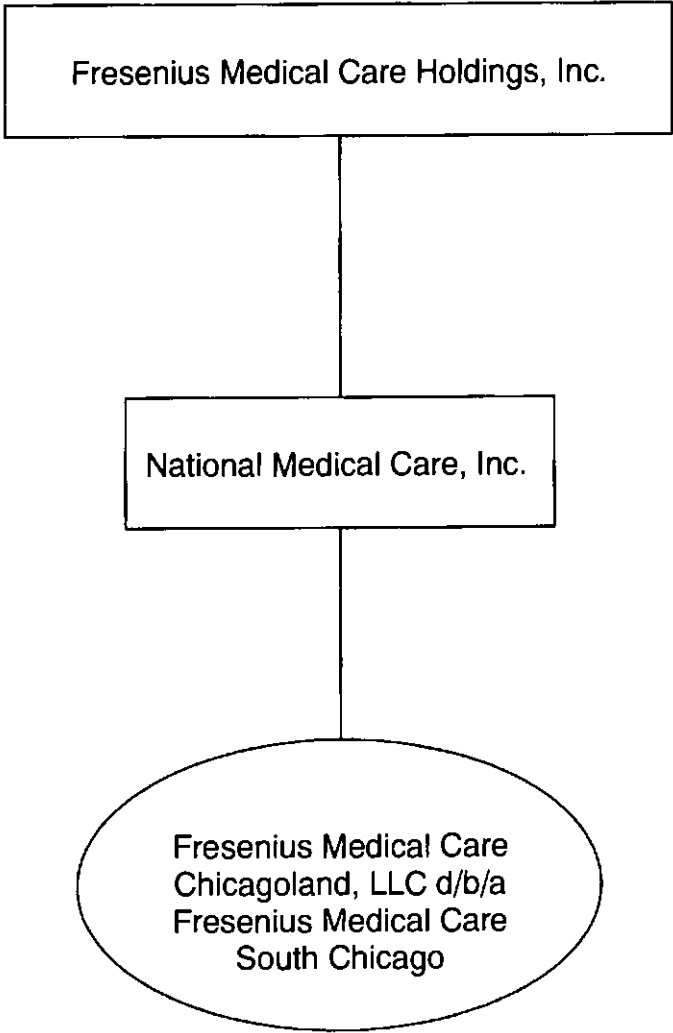 Fresenius Medical Care Holdings, Inc.
National Medical Care, Inc.
Fresenius Medical Care
Chicagoland, LLC d/b/a
Fresenius Medical Care
South Chicago